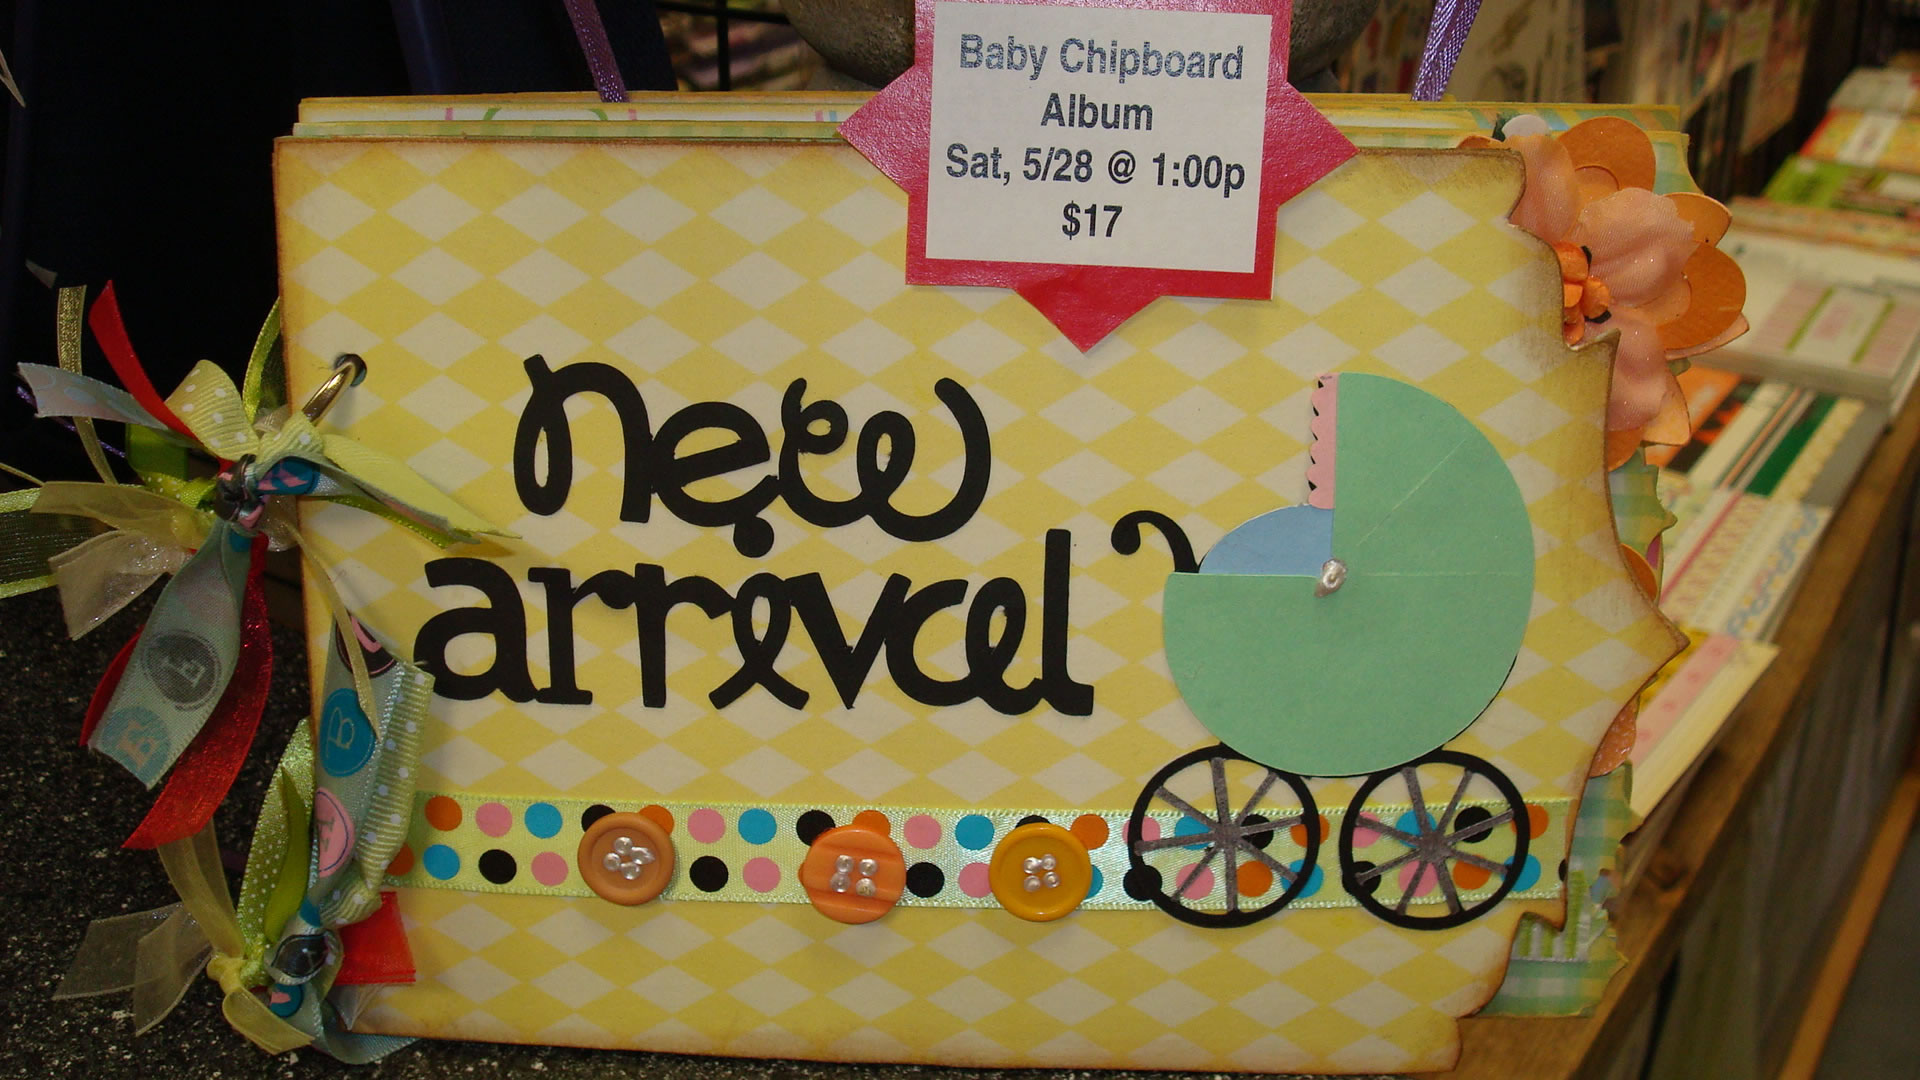 Baby Chipboard
Album
Sat, 5/28 @ 1:00p
$17
new
arrival